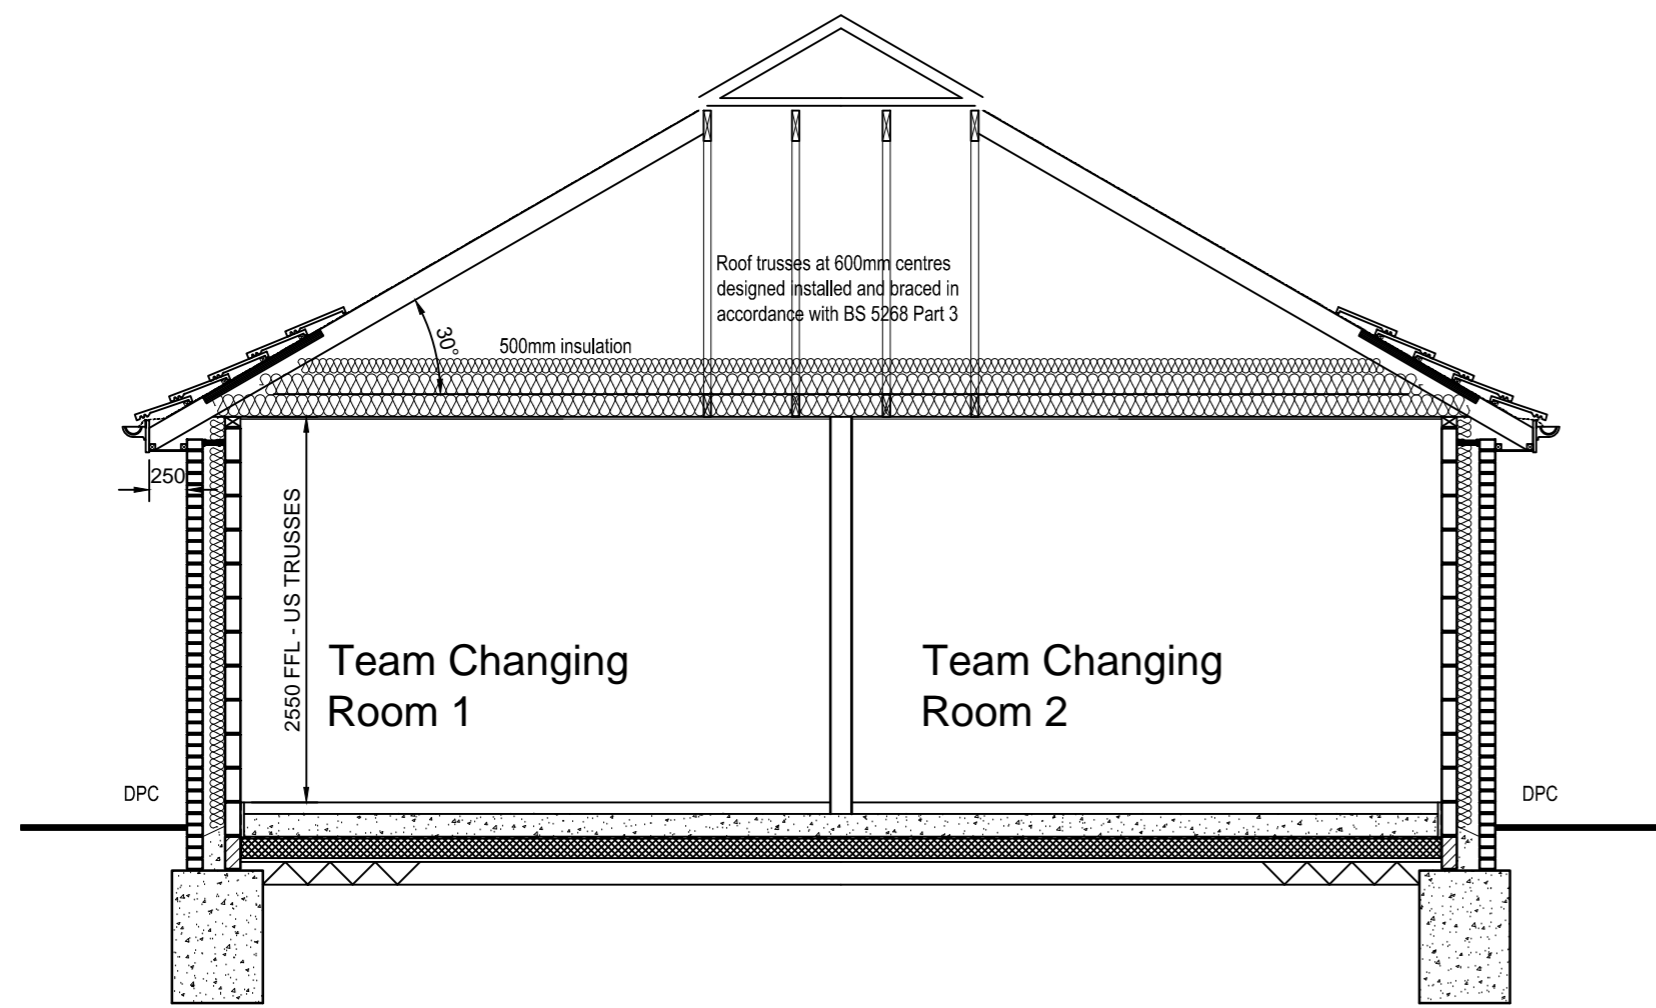 Roof trusses at 600mm centres
designed installed and braced in
accordance with BS 5268 Part 3
30°
500mm insulation
250
2550 FFL - US TRUSSES
Team Changing
Room 1
Team Changing
Room 2
DPC
DPC